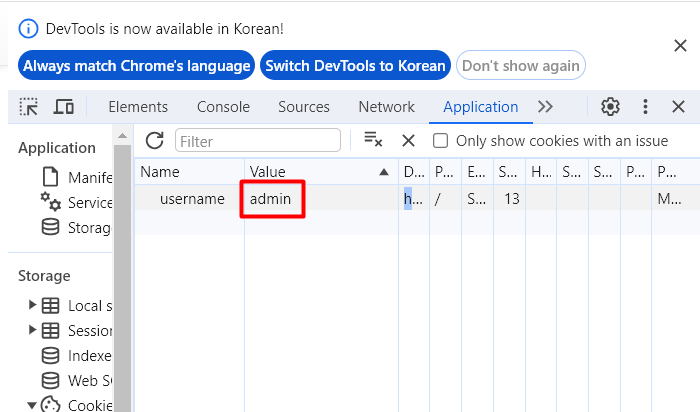 DevTools is now available in Korean!
Always match Chrome's language Switch DevTools to Korean Don't show again
Elements Console Sources Network Application
Application
Filter Only show cookies with an issue
Name Value D... P... E... S... H... S... S... P... P...
Manife
username admin h... / S... 13 M...
Service
Storag
Storage
Local s
Session
Indexe
Web SQ
Cookie